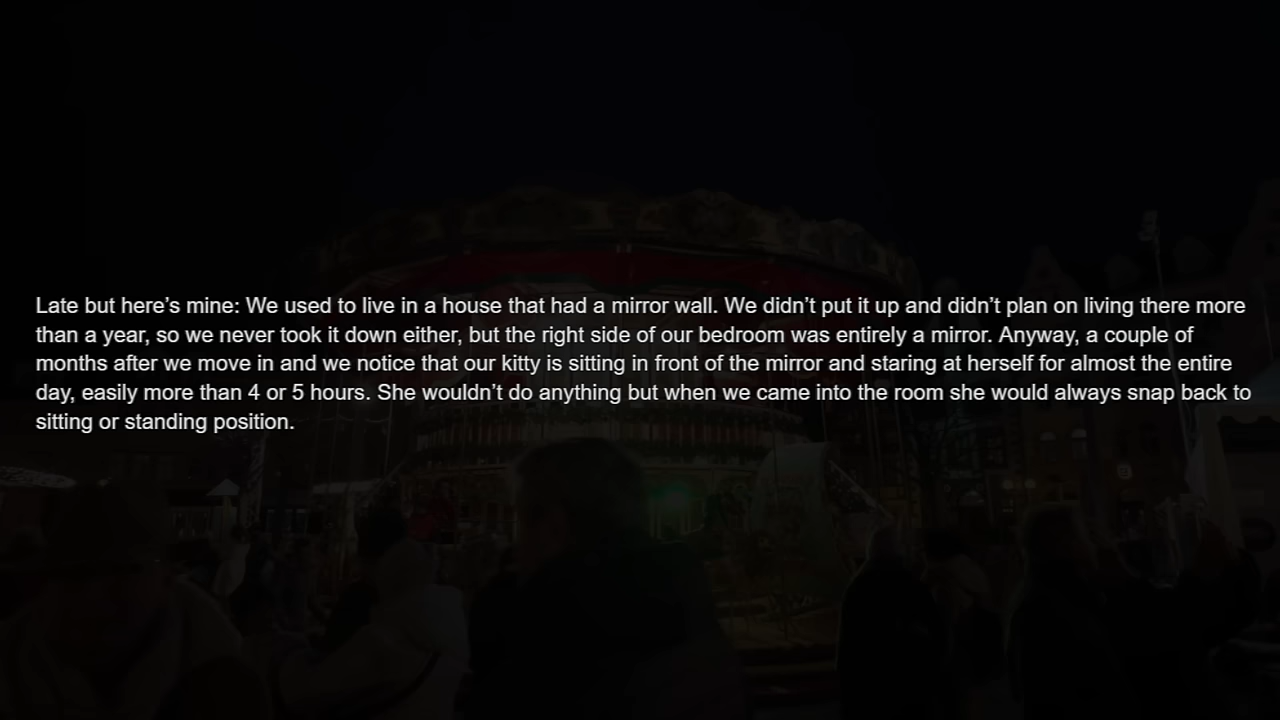 Late but here’s mine: We used to live in a house that had a mirror wall. We didn’t put it up and didn’t plan on living there more
than a year, so we never took it down either, but the right side of our bedroom was entirely a mirror. Anyway, a couple of
months after we move in and we notice that our kitty is sitting in front of the mirror and staring at herself for almost the entire
day, easily more than 4 or 5 hours. She wouldn’t do anything but when we came into the room she would always snap back to
sitting or standing position.